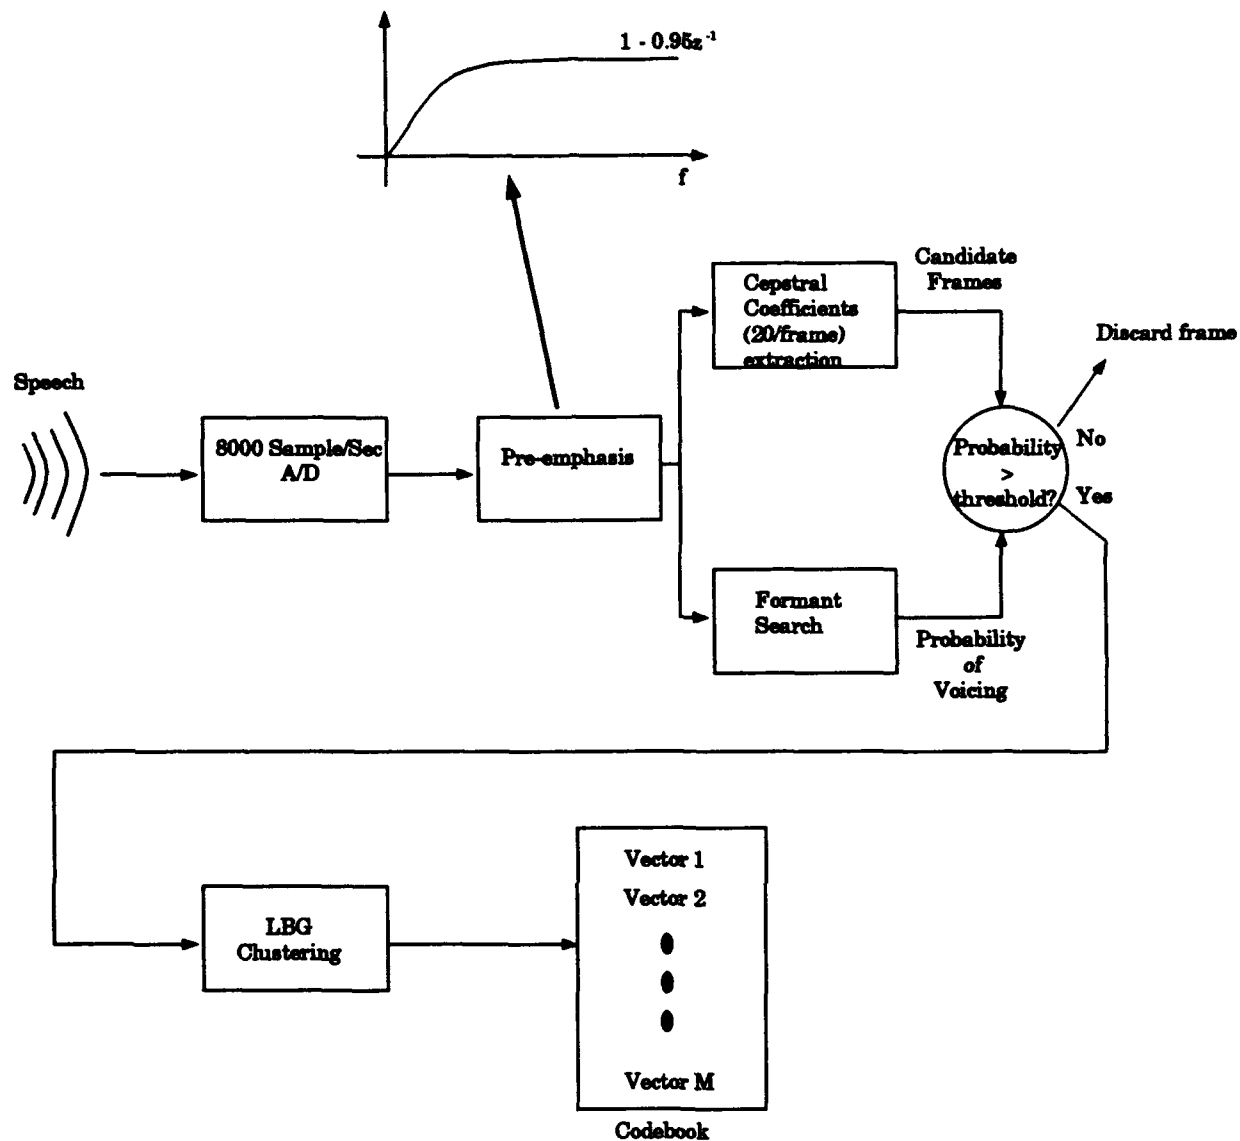 1 - 0.95z⁻¹
f
Candidate
Frames
Cepstral
Coefficients
(20/frame)
extraction
Discard frame
Speech
8000 Sample/Sec
A/D
Pre-emphasis
Probability
>
threshold?
No
Yes
Formant
Search
Probability
of
Voicing
LBG
Clustering
Vector 1
Vector 2
Vector M
Codebook